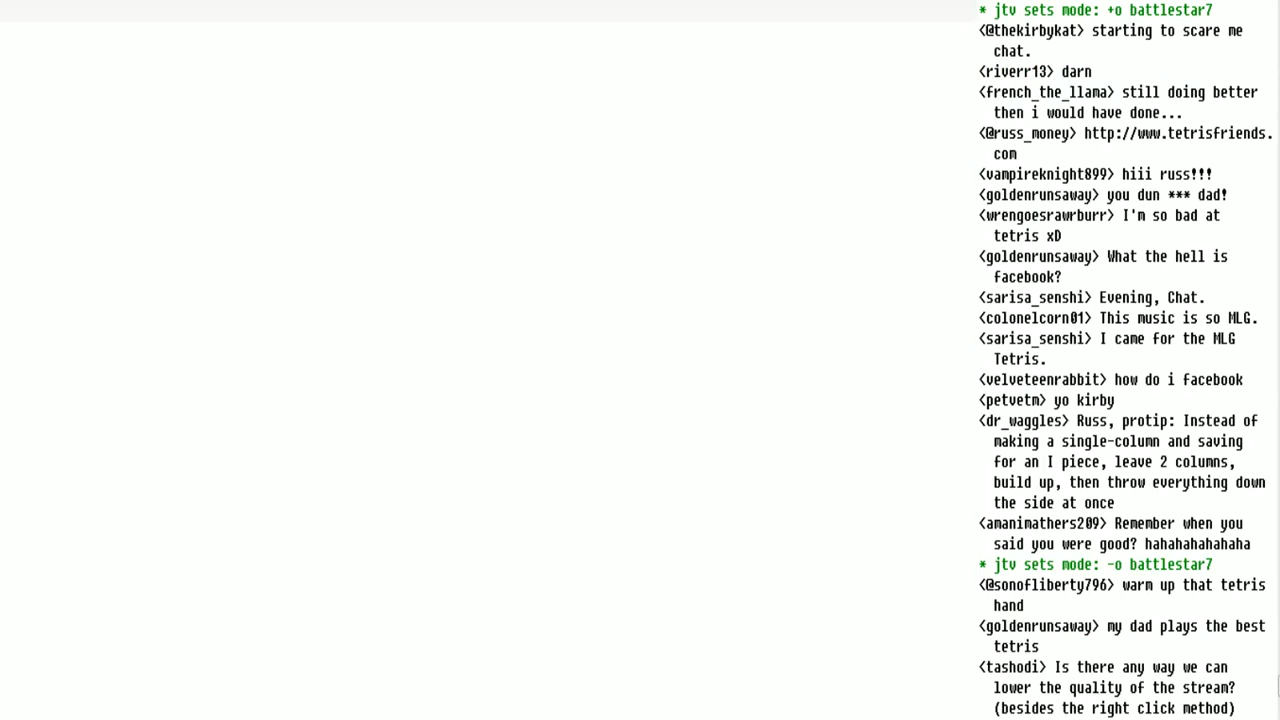 * jtv sets mode: +o battlestar7
<@thekirbykat> starting to scare me
chat.
<riverr13> darn
<french_the_llama> still doing better
then i would have done...
<@russ_money> http://www.tetrisfriends.
com
<vampireknight899> hiii russ!!!
<goldenrunsaway> you dun *** dad!
<wrengoesrawrburr> I'm so bad at
tetris xD
<goldenrunsaway> What the hell is
facebook?
<sarisa_senshi> Evening, Chat.
<colonelcorn01> This music is so MLG.
<sarisa_senshi> I came for the MLG
Tetris.
<velveteenrabbit> how do i facebook
<petvetm> yo kirby
<dr_waggles> Russ, protip: Instead of
making a single-column and saving
for an I piece, leave 2 columns,
build up, then throw everything down
the side at once
<amanimathers209> Remember when you
said you were good? hahahahahahaha
* jtv sets mode: -o battlestar7
<@sonofliberty796> warm up that tetris
hand
<goldenrunsaway> my dad plays the best
tetris
<tashodi> Is there any way we can
lower the quality of the stream?
(besides the right click method)